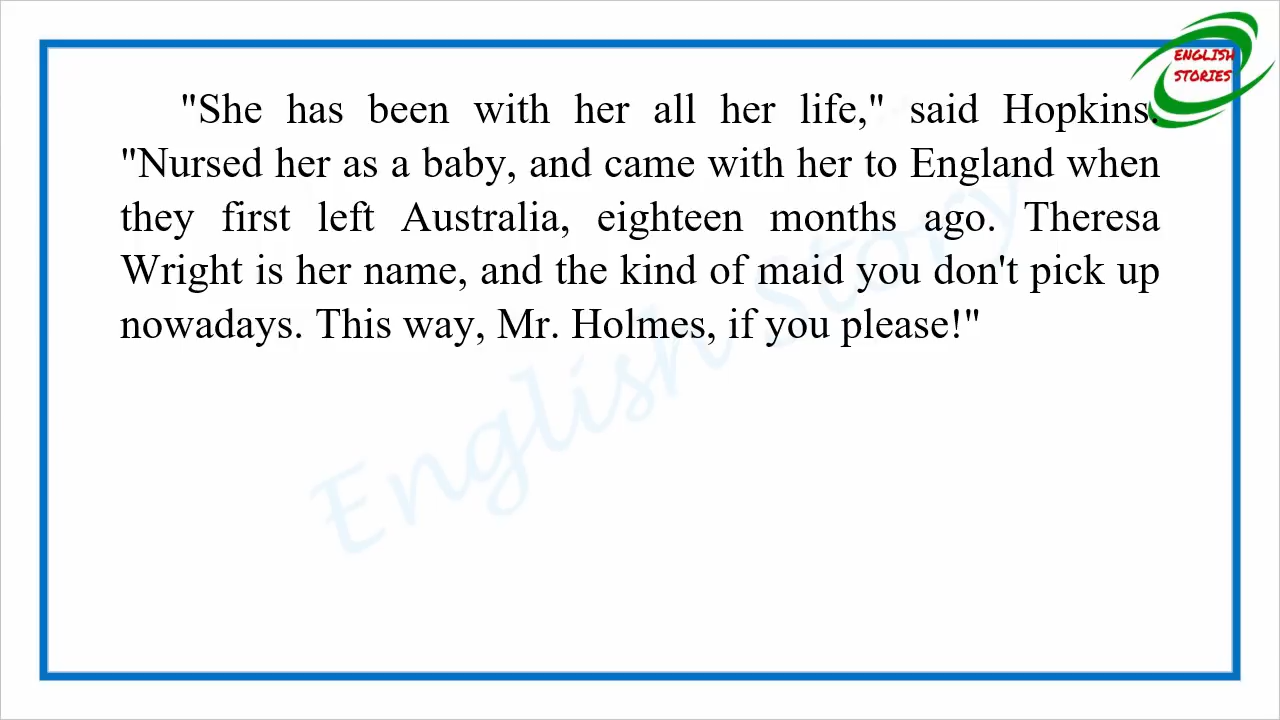 ENGLISH
STORIES
"She has been with her all her life," said Hopkins.
"Nursed her as a baby, and came with her to England when
they first left Australia, eighteen months ago. Theresa
Wright is her name, and the kind of maid you don't pick up
nowadays. This way, Mr. Holmes, if you please!"
English Story